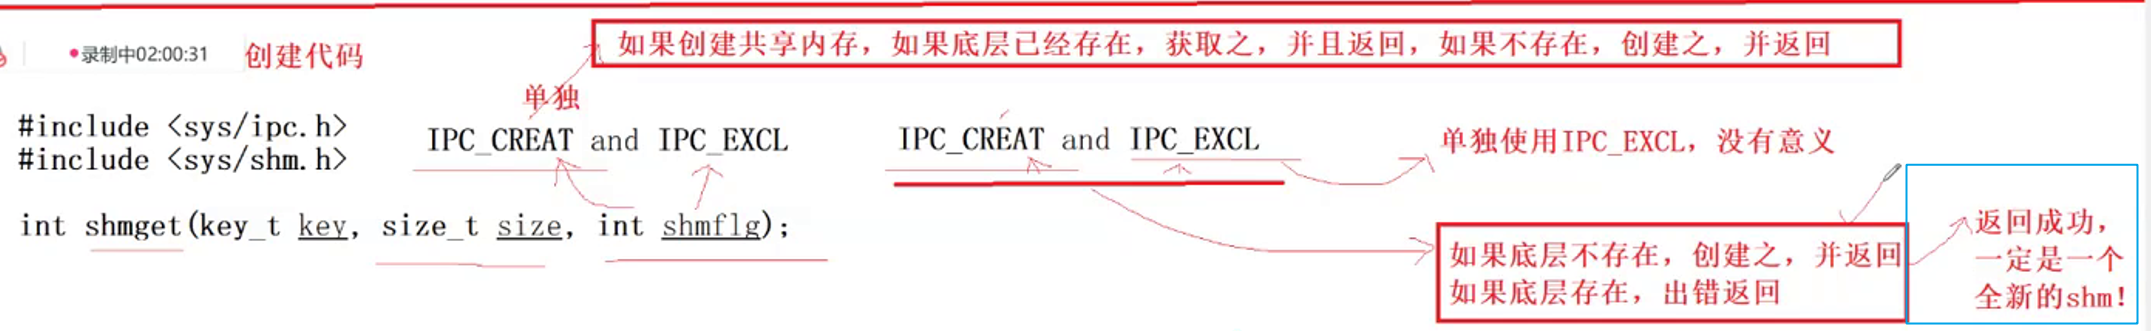 如果创建共享内存，如果底层已经存在，获取之，并且返回，如果不存在，创建之，并返回
录制中02:00:31
创建代码
单独
#include <sys/ipc.h>
#include <sys/shm.h>
IPC_CREAT and IPC_EXCL
IPC_CREAT and IPC_EXCL
单独使用IPC_EXCL，没有意义
int shmget(key_t key, size_t size, int shmflg);
如果底层不存在，创建之，并返回
如果底层存在，出错返回
返回成功，
一定是一个
全新的shm！